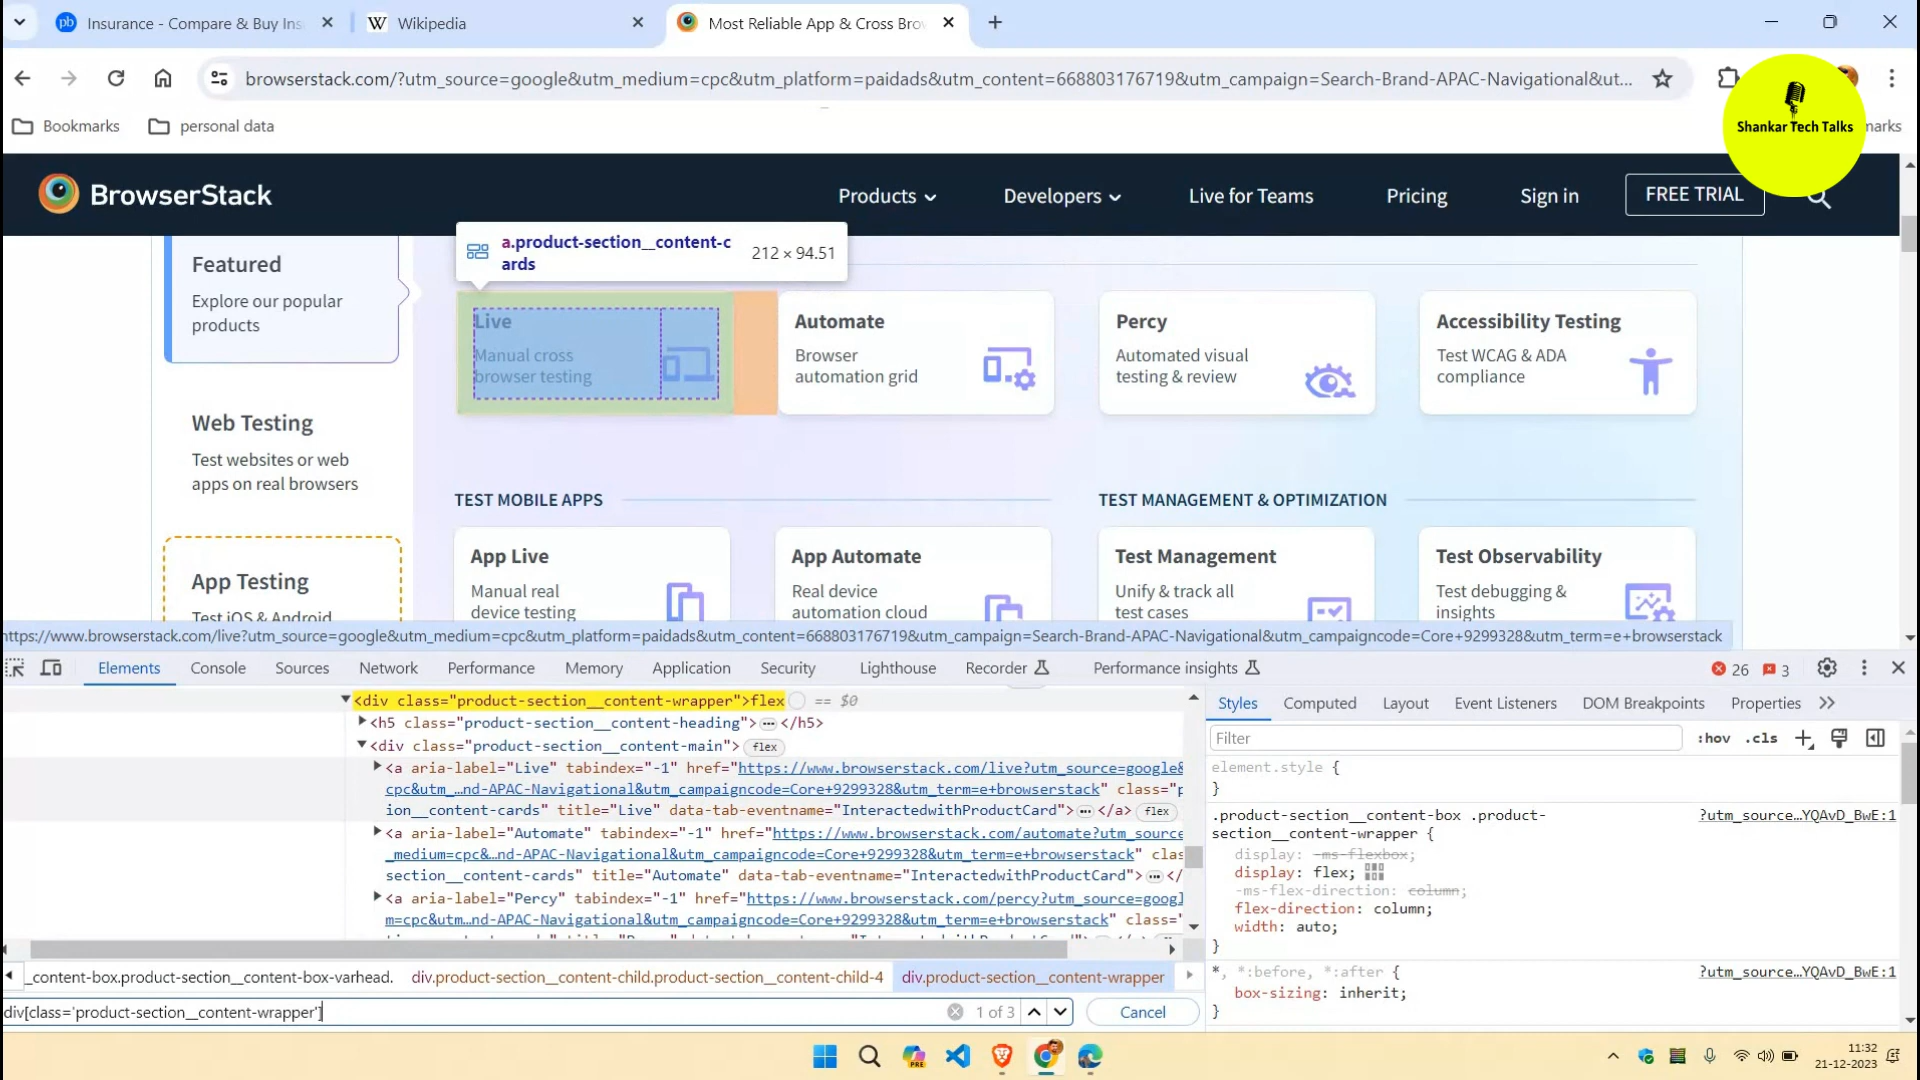 pb Insurance - Compare & Buy Ins
W Wikipedia
Most Reliable App & Cross Brow
browserstack.com/?utm_source=google&utm_medium=cpc&utm_platform=paidads&utm_content=668803176719&utm_campaign=Search-Brand-APAC-Navigational&ut...
Bookmarks
personal data
marks
Shankar Tech Talks
BrowserStack
Products
Developers
Live for Teams
Pricing
Sign in
FREE TRIAL
a.product-section__content-c
ards
212 × 94.51
Featured
Explore our popular
products
Web Testing
Test websites or web
apps on real browsers
App Testing
Test iOS & Android
Live
Manual cross
browser testing
Automate
Browser
automation grid
Percy
Automated visual
testing & review
Accessibility Testing
Test WCAG & ADA
compliance
TEST MOBILE APPS
TEST MANAGEMENT & OPTIMIZATION
App Live
Manual real
device testing
App Automate
Real device
automation cloud
Test Management
Unify & track all
test cases
Test Observability
Test debugging &
insights
https://www.browserstack.com/live?utm_source=google&utm_medium=cpc&utm_platform=paidads&utm_content=668803176719&utm_campaign=Search-Brand-APAC-Navigational&utm_campaigncode=Core+9299328&utm_term=e+browserstack
Elements
Console
Sources
Network
Performance
Memory
Application
Security
Lighthouse
Recorder
Performance insights
26
3
<div class="product-section__content-wrapper">flex == $0
<h5 class="product-section__content-heading">…</h5>
<div class="product-section__content-main"> flex
<a aria-label="Live" tabindex="-1" href="https://www.browserstack.com/live?utm_source=google&
cpc&utm_…nd-APAC-Navigational&utm_campaigncode=Core+9299328&utm_term=e+browserstack" class="p
ion__content-cards" title="Live" data-tab-eventname="InteractedwithProductCard">…</a> flex
<a aria-label="Automate" tabindex="-1" href="https://www.browserstack.com/automate?utm_source
_medium=cpc&…nd-APAC-Navigational&utm_campaigncode=Core+9299328&utm_term=e+browserstack" clas
section__content-cards" title="Automate" data-tab-eventname="InteractedwithProductCard">…</
<a aria-label="Percy" tabindex="-1" href="https://www.browserstack.com/percy?utm_source=googl
m=cpc&utm…nd-APAC-Navigational&utm_campaigncode=Core+9299328&utm_term=e+browserstack" class="
_content-box.product-section__content-box-varhead.
div.product-section__content-child.product-section__content-child-4
div.product-section__content-wrapper
div[class='product-section__content-wrapper']
1 of 3
Cancel
Styles
Computed
Layout
Event Listeners
DOM Breakpoints
Properties
Filter
:hov .cls
element.style {
}
.product-section__content-box .product-
section__content-wrapper {
?utm_source…YQAvD_BwE:1
display: -ms-flexbox;
display: flex;
-ms-flex-direction: column;
flex-direction: column;
width: auto;
}
*, *:before, *:after {
?utm_source…YQAvD_BwE:1
box-sizing: inherit;
}
PRE
11:32
21-12-2023